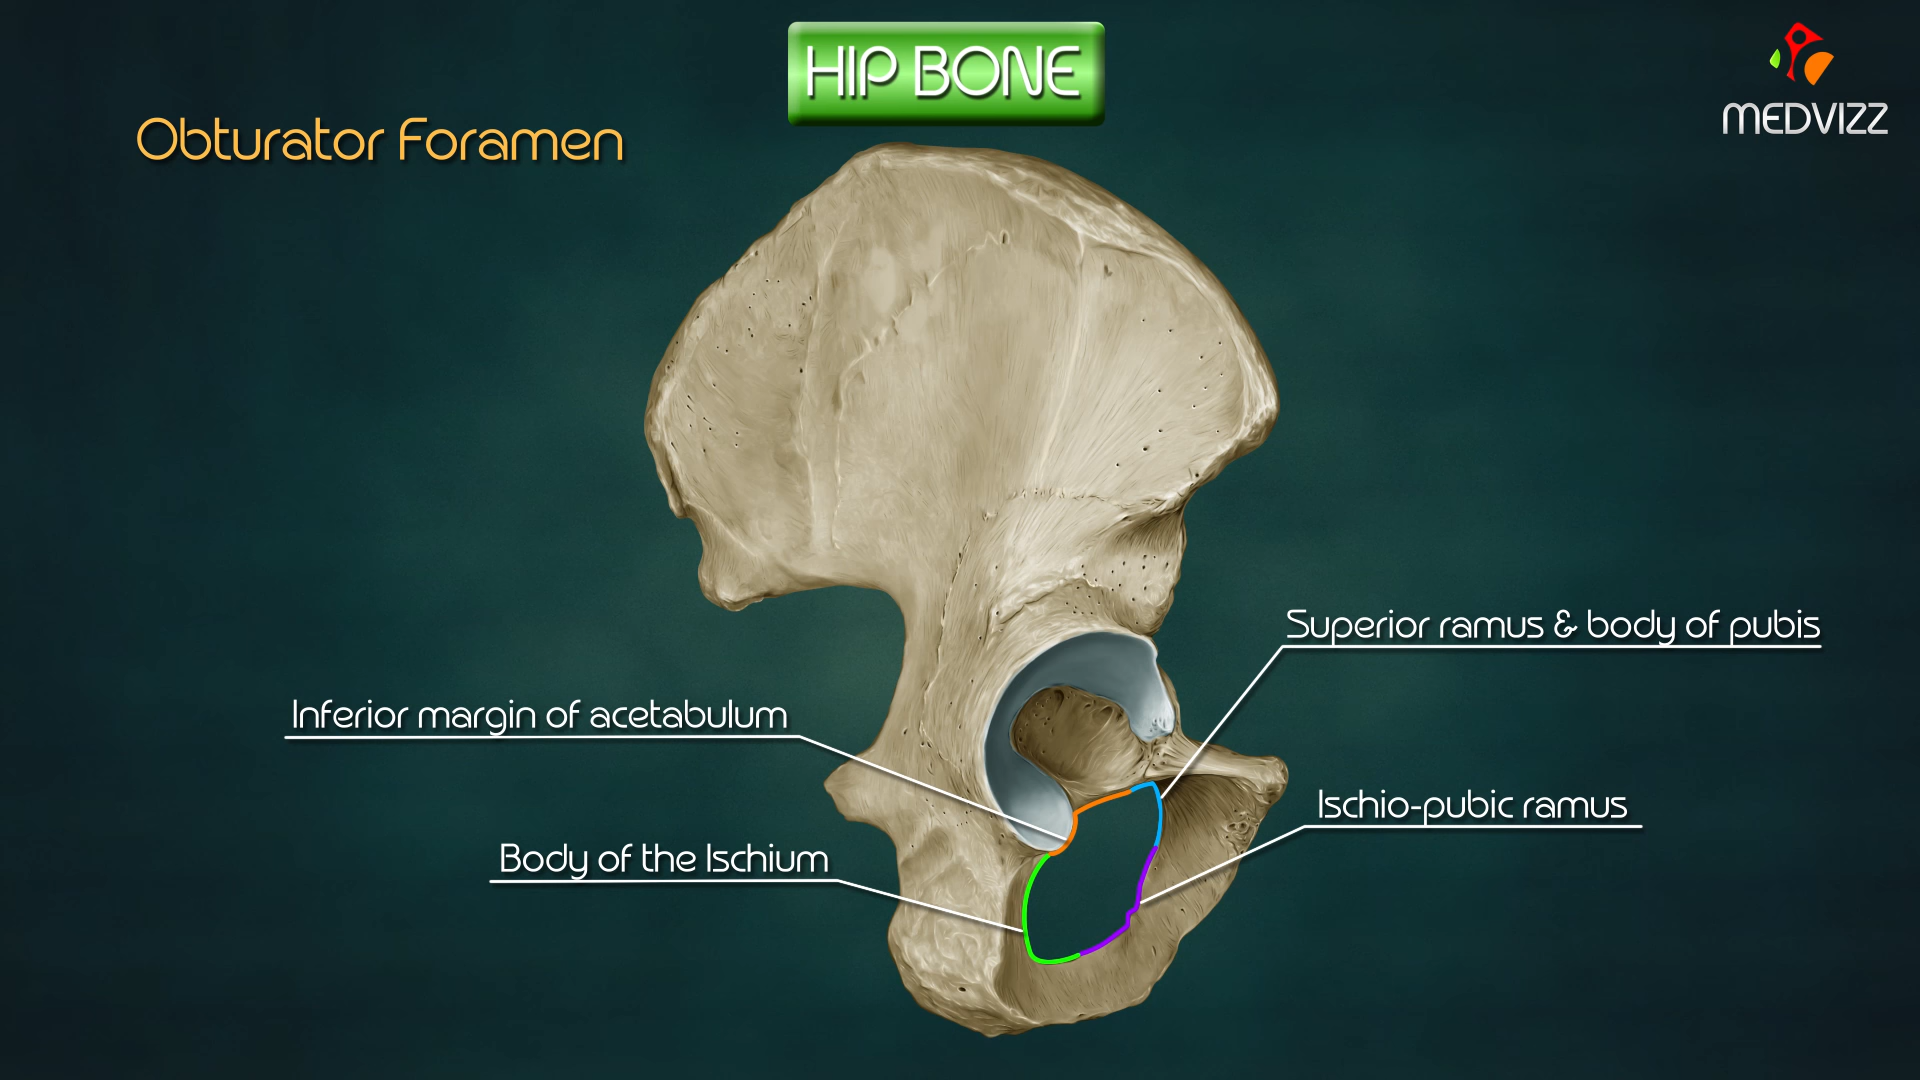 HIP BONE
MEDVIZZ
Obturator Foramen
Superior ramus & body of pubis
Inferior margin of acetabulum
Ischio-pubic ramus
Body of the Ischium